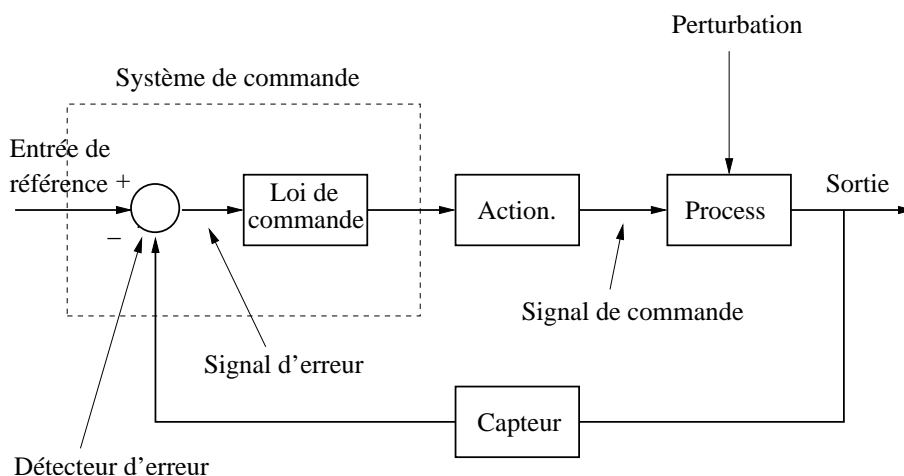 Perturbation
Système de commande
Entrée de
référence
+
Loi de
commande
Action.
Process
Sortie
−
Signal de commande
Signal d'erreur
Capteur
Détecteur d'erreur